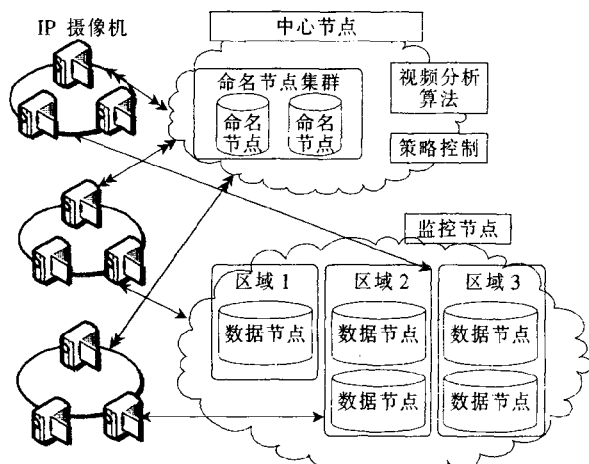 IP 摄像机
中心节点
命名节点集群
命名
节点
命名
节点
视频分析
算法
策略控制
监控节点
区域 1
区域 2
区域 3
数据节点
数据节点
数据节点
数据节点
数据节点